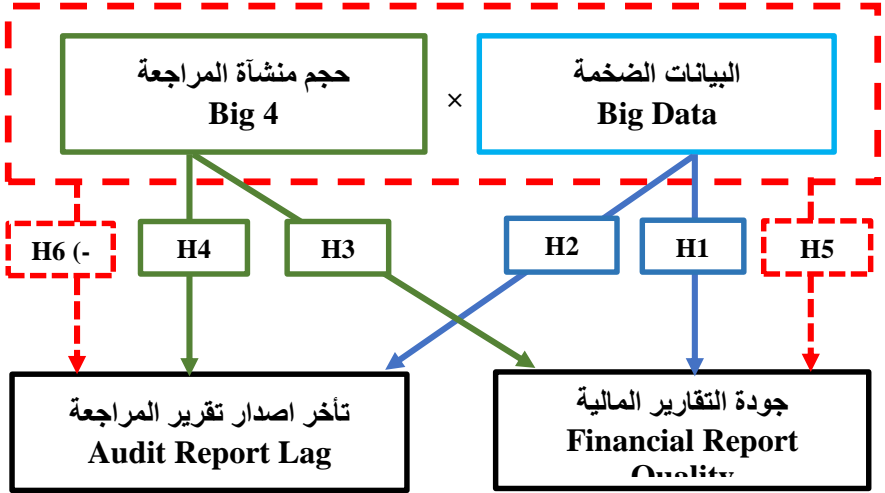 حجم منشآة المراجعة
Big 4
×
البيانات الضخمة
Big Data
H6 (-
H4
H3
H2
H1
H5
تأخر اصدار تقرير المراجعة
Audit Report Lag
جودة التقارير المالية
Financial Report
Quality